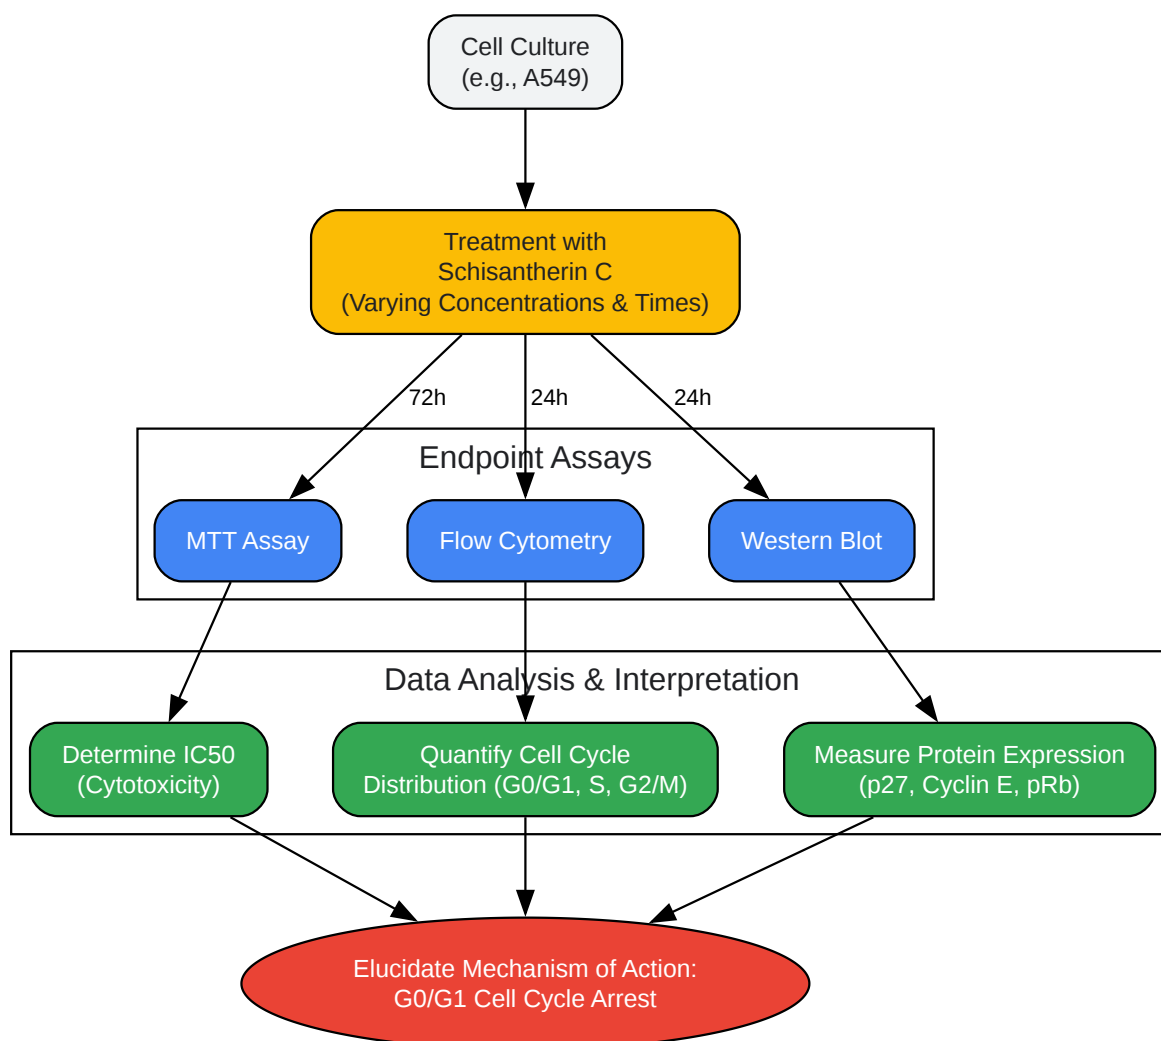 Cell Culture
(e.g., A549)
Treatment with
Schisantherin C
(Varying Concentrations & Times)
72h
24h
24h
Endpoint Assays
MTT Assay
Flow Cytometry
Western Blot
Data Analysis & Interpretation
Determine IC50
(Cytotoxicity)
Quantify Cell Cycle
Distribution (G0/G1, S, G2/M)
Measure Protein Expression
(p27, Cyclin E, pRb)
Elucidate Mechanism of Action:
G0/G1 Cell Cycle Arrest